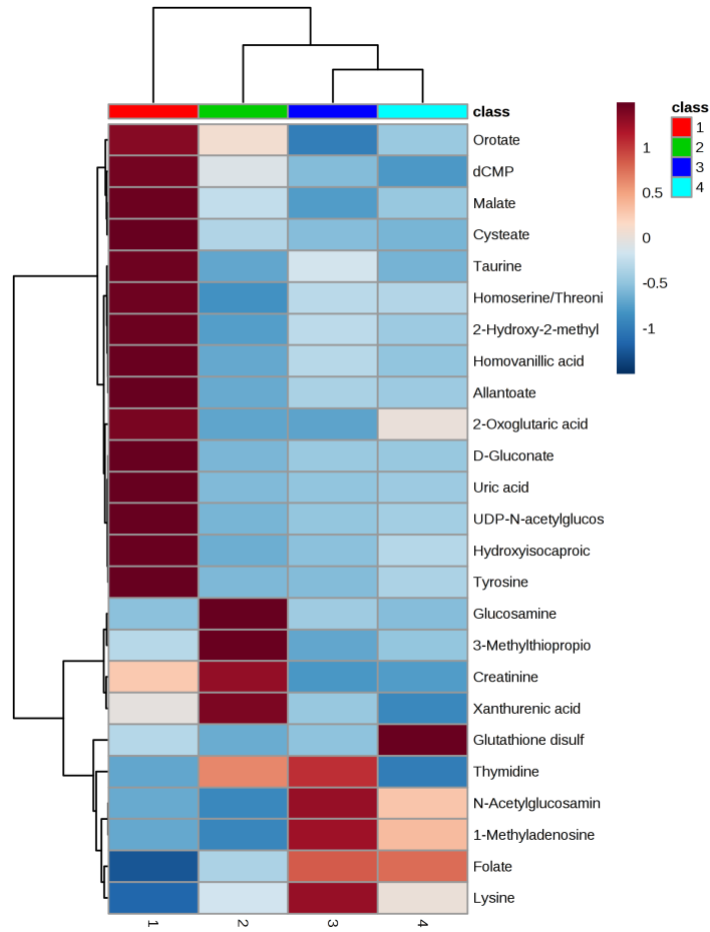 class
Orotate
dCMP
Malate
Cysteate
Taurine
Homoserine/Threoni
2-Hydroxy-2-methyl
Homovanillic acid
Allantoate
2-Oxoglutaric acid
D-Gluconate
Uric acid
UDP-N-acetylglucos
Hydroxyisocaproic
Tyrosine
Glucosamine
3-Methylthiopropio
Creatinine
Xanthurenic acid
Glutathione disulf
Thymidine
N-Acetylglucosamin
1-Methyladenosine
Folate
Lysine
1
0.5
0
-0.5
-1
class
1
2
3
4
1
2
3
4